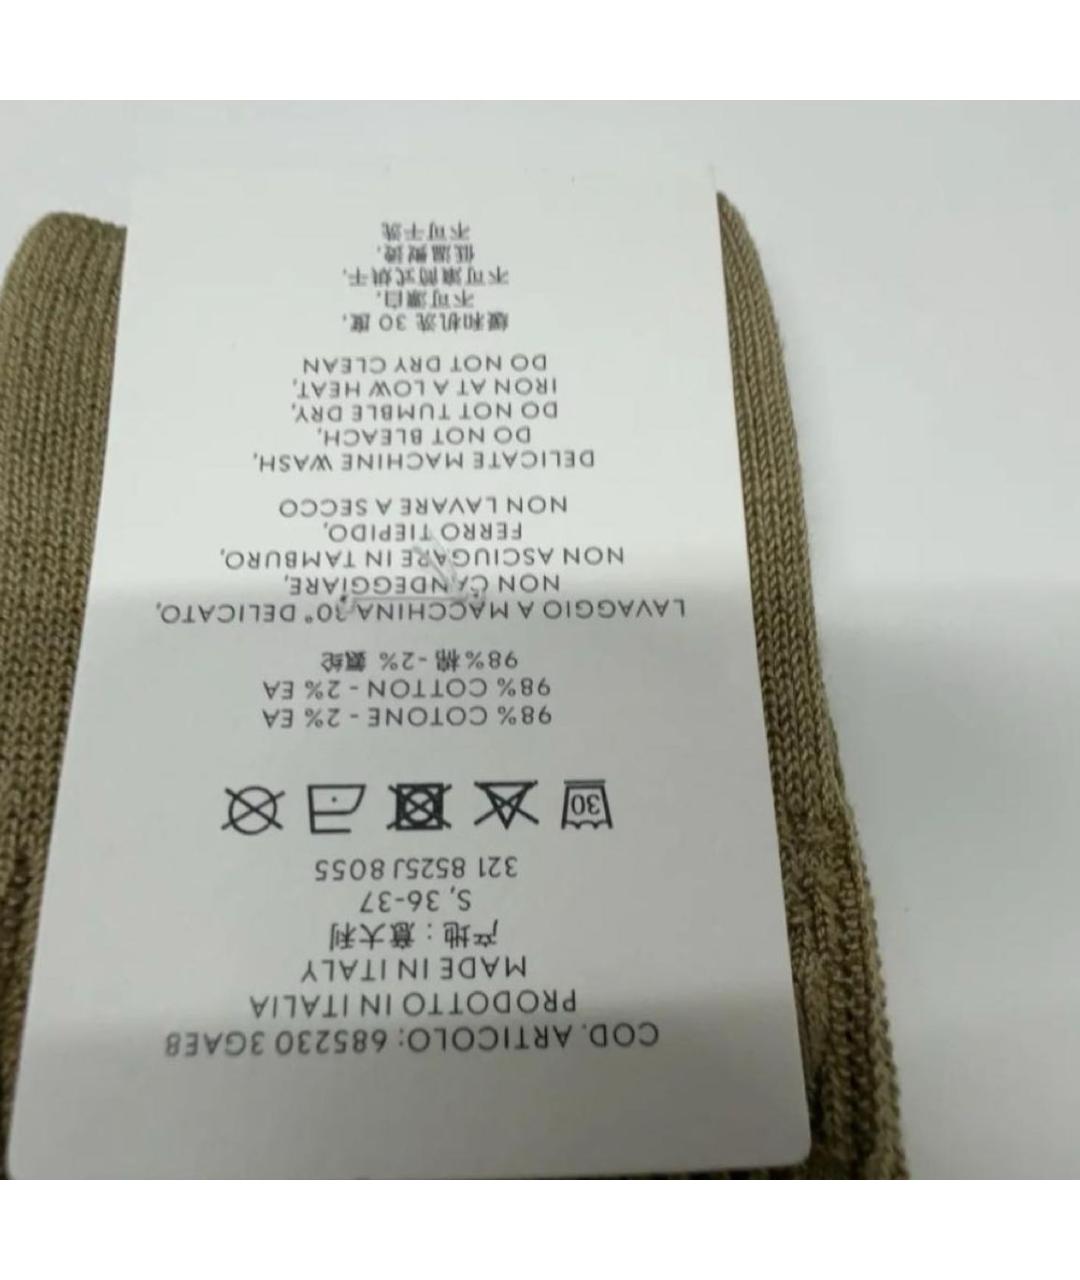 COD. ARTICOLO: 685230 3GAE8
PRODOTTO IN ITALIA
MADE IN ITALY
产地：意大利
S, 36-37
321 8525J 8055
30
98% COTONE - 2% EA
98% COTTON - 2% EA
98% 棉 -2% 氨纶
LAVAGGIO A MACCHINA 30° DELICATO,
NON CANDEGGIARE,
NON ASCIUGARE IN TAMBURO,
FERRO TIEPIDO,
NON LAVARE A SECCO
DELICATE MACHINE WASH,
DO NOT BLEACH,
DO NOT TUMBLE DRY,
IRON AT A LOW HEAT,
DO NOT DRY CLEAN
缓和机洗 30 度,
不可漂白,
不可滚筒式烘干,
低温熨烫,
不可干洗